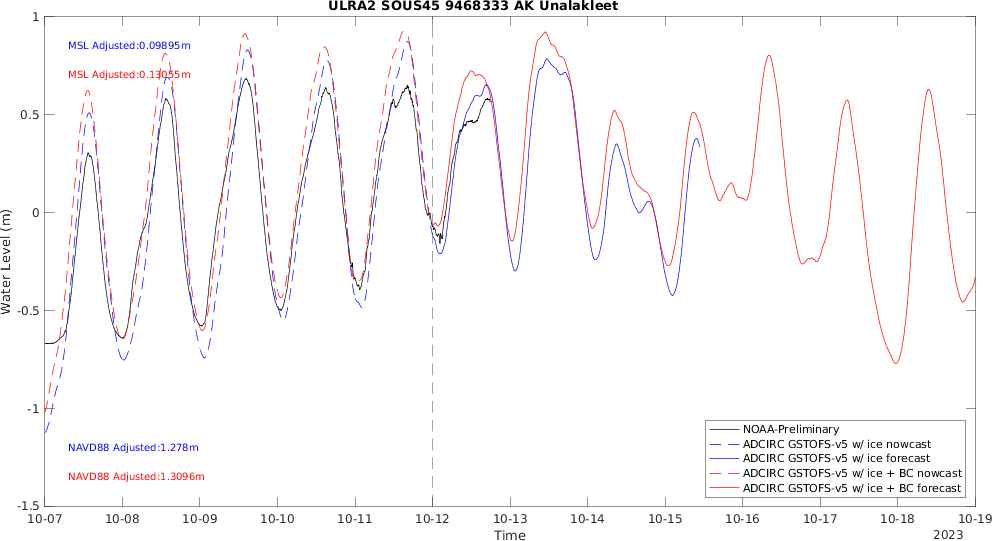 ULRA2 SOUS45 9468333 AK Unalakleet
MSL Adjusted:0.09895m
MSL Adjusted:0.13055m
NAVD88 Adjusted:1.278m
NAVD88 Adjusted:1.3096m
Water Level (m)
1
0.5
0
-0.5
-1
-1.5
NOAA-Preliminary
ADCIRC GSTOFS-v5 w/ ice nowcast
ADCIRC GSTOFS-v5 w/ ice forecast
ADCIRC GSTOFS-v5 w/ ice + BC nowcast
ADCIRC GSTOFS-v5 w/ ice + BC forecast
10-07 10-08 10-09 10-10 10-11 10-12 10-13 10-14 10-15 10-16 10-17 10-18 10-19
Time
2023